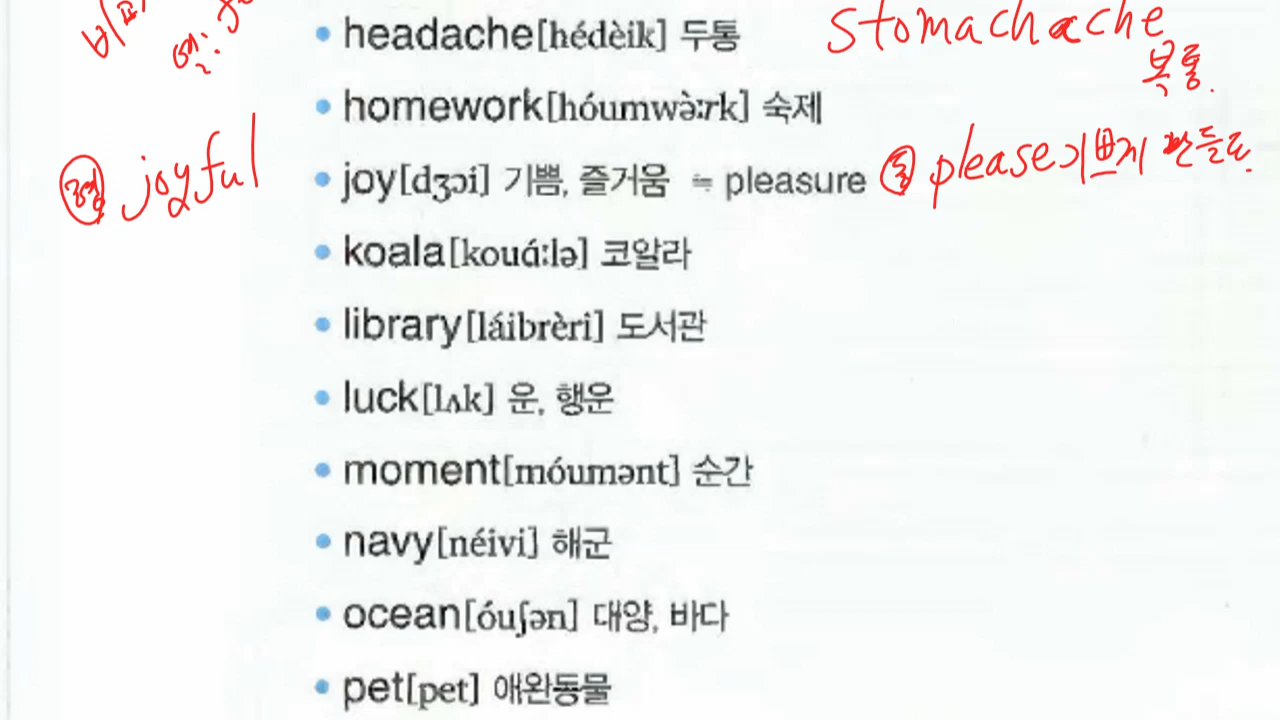 headache[hédèik] 두통 stomachache
복통.
homework[hóumwə̀ːrk] 숙제
형 joyful joy[dʒɔi] 기쁨, 즐거움 ≒ pleasure 동 please 기쁘게 만들다.
koala[kouáːlə] 코알라
library[láibrèri] 도서관
luck[lʌk] 운, 행운
moment[móumənt] 순간
navy[néivi] 해군
ocean[óuʃən] 대양, 바다
pet[pet] 애완동물